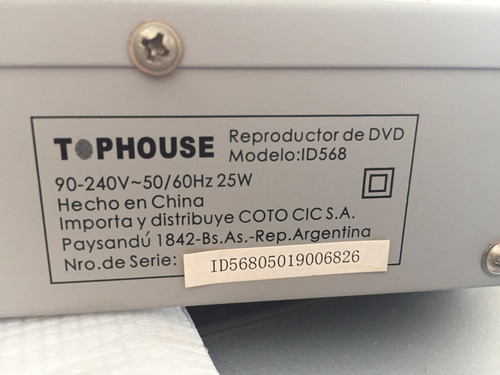 TOPHOUSE Reproductor de DVD
Modelo:ID568
90-240V~50/60Hz 25W
Hecho en China
Importa y distribuye COTO CIC S.A.
Paysandú 1842-Bs.As.-Rep.Argentina
Nro.de Serie: ID56805019006826